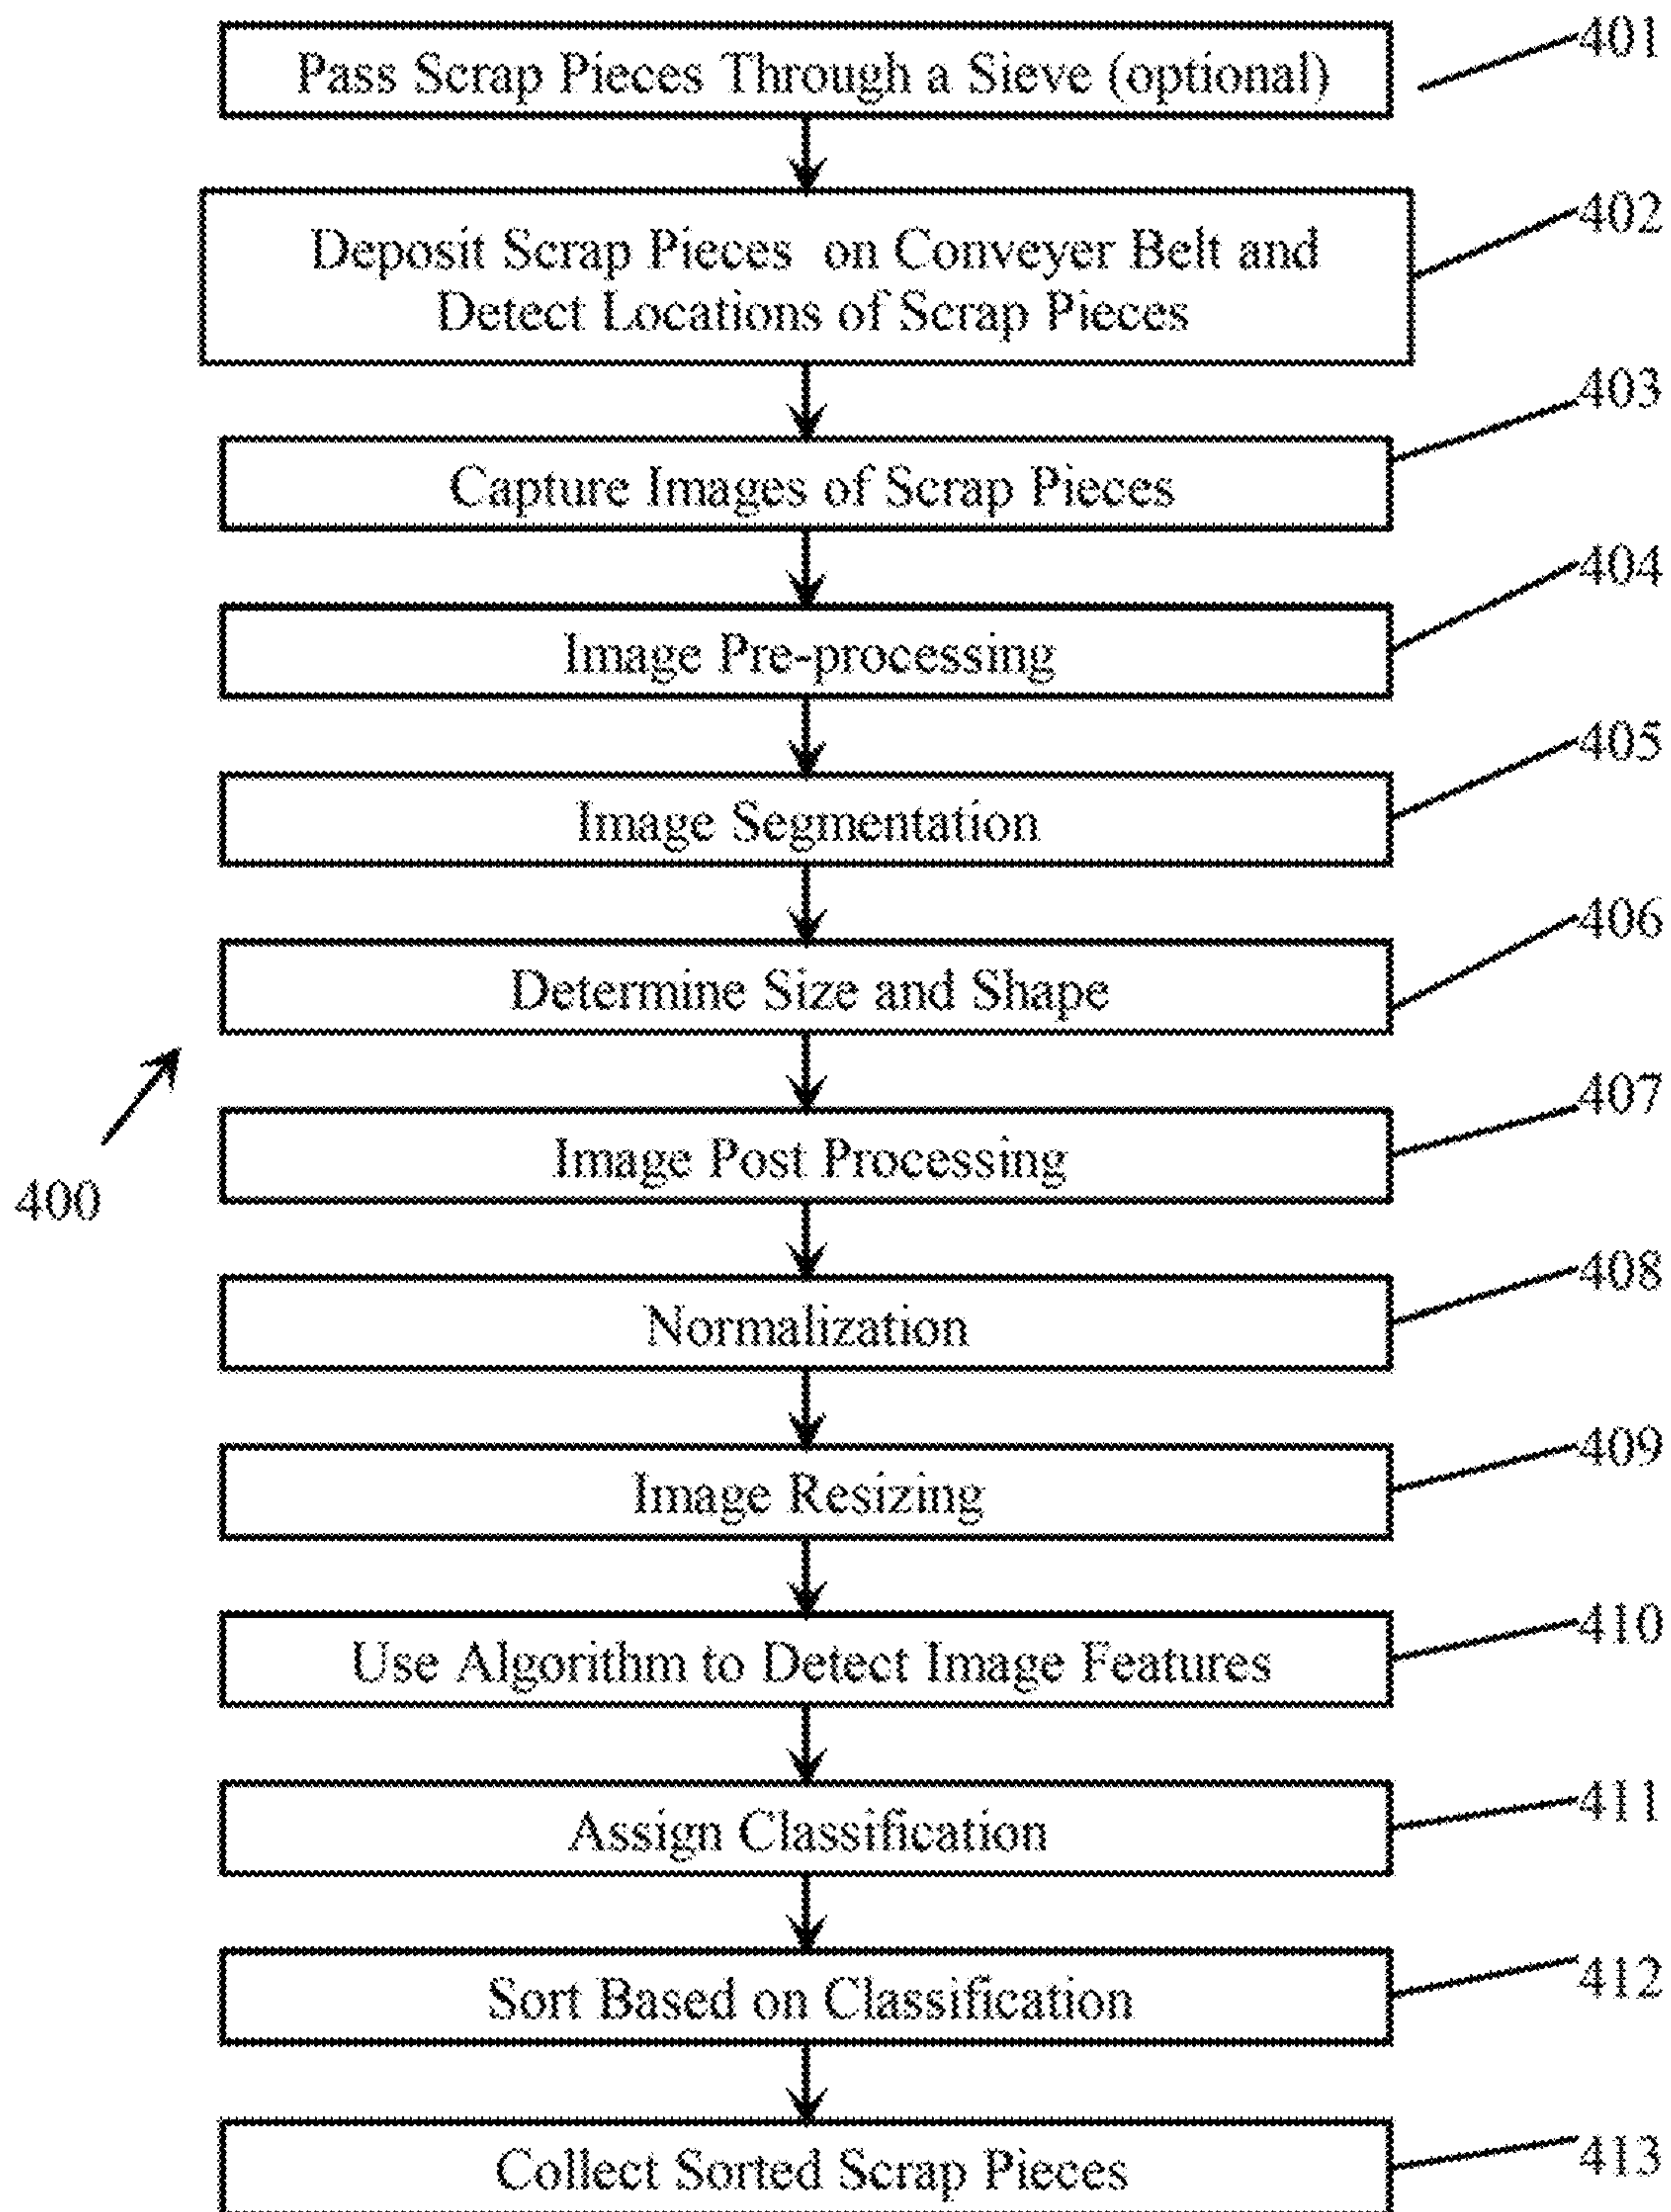 Pass Scrap Pieces Through a Sieve (optional)
401
Deposit Scrap Pieces on Conveyer Belt and
Detect Locations of Scrap Pieces
402
Capture Images of Scrap Pieces
403
Image Pre-processing
404
Image Segmentation
405
Determine Size and Shape
406
Image Post Processing
407
400
Normalization
408
Image Resizing
409
Use Algorithm to Detect Image Features
410
Assign Classification
411
Sort Based on Classification
412
Collect Sorted Scrap Pieces
413